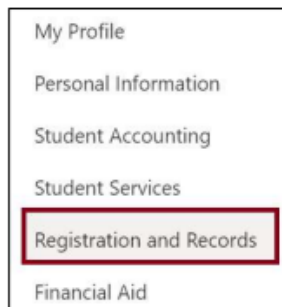 My Profile
Personal Information
Student Accounting
Student Services
Registration and Records
Financial Aid